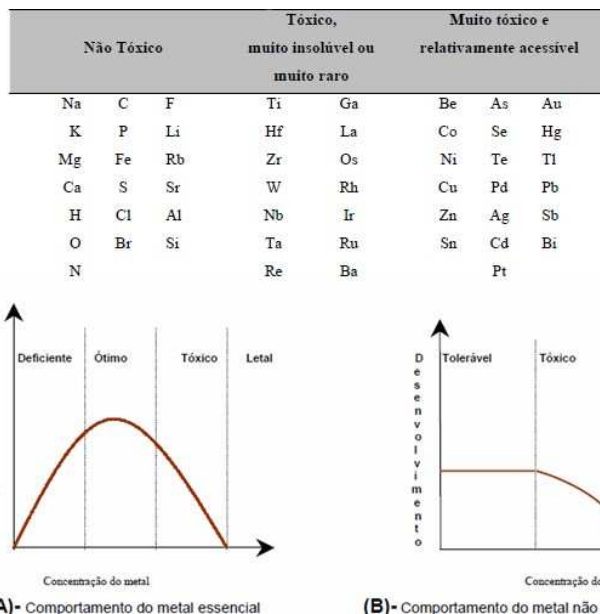 Não Tóxico
Tóxico,
muito insolúvel ou
muito raro
Muito tóxico e
relativamente acessível
Na C F Ti Ga Be As Au
K P Li Hf La Co Se Hg
Mg Fe Rb Zr Os Ni Te Tl
Ca S Sr W Rh Cu Pd Pb
H Cl Al Nb Ir Zn Ag Sb
O Br Si Ta Ru Sn Cd Bi
N Re Ba Pt
Deficiente Ótimo Tóxico Letal
Concentração do metal
A)- Comportamento do metal essencial
Desenvolvimento
Tolerável Tóxico
Concentração do
(B)- Comportamento do metal não